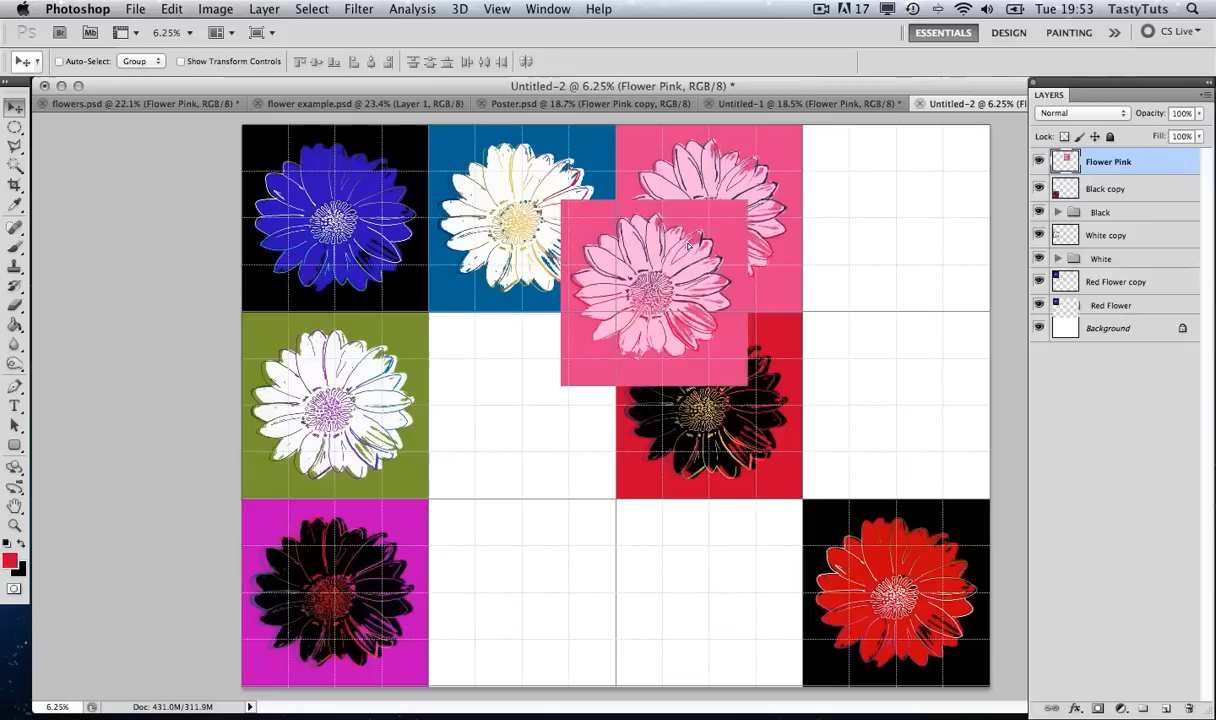 Photoshop File Edit Image Layer Select Filter Analysis 3D View Window Help 17 Tue 19:53 TastyTuts
Ps Br Mb 6.25% ESSENTIALS DESIGN PAINTING CS Live
Auto-Select: Group Show Transform Controls
Untitled-2 @ 6.25% (Flower Pink, RGB/8) *
flowers.psd @ 22.1% (Flower Pink, RGB/8) * flower example.psd @ 23.4% (Layer 1, RGB/8) Poster.psd @ 18.7% (Flower Pink copy, RGB/8) Untitled-1 @ 18.5% (Flower Pink, RGB/8) * Untitled-2 @ 6.25% (Fl
LAYERS
Normal Opacity: 100%
Lock: Fill: 100%
Flower Pink
Black copy
Black
White copy
White
Red Flower copy
Red Flower
Background
6.25% Doc: 431.0M/311.9M